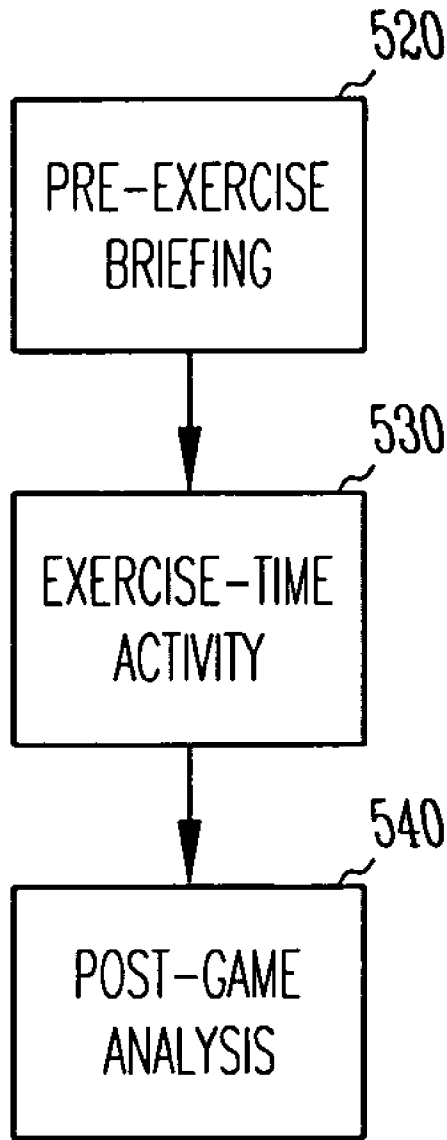 520
PRE-EXERCISE
BRIEFING
530
EXERCISE-TIME
ACTIVITY
540
POST-GAME
ANALYSIS